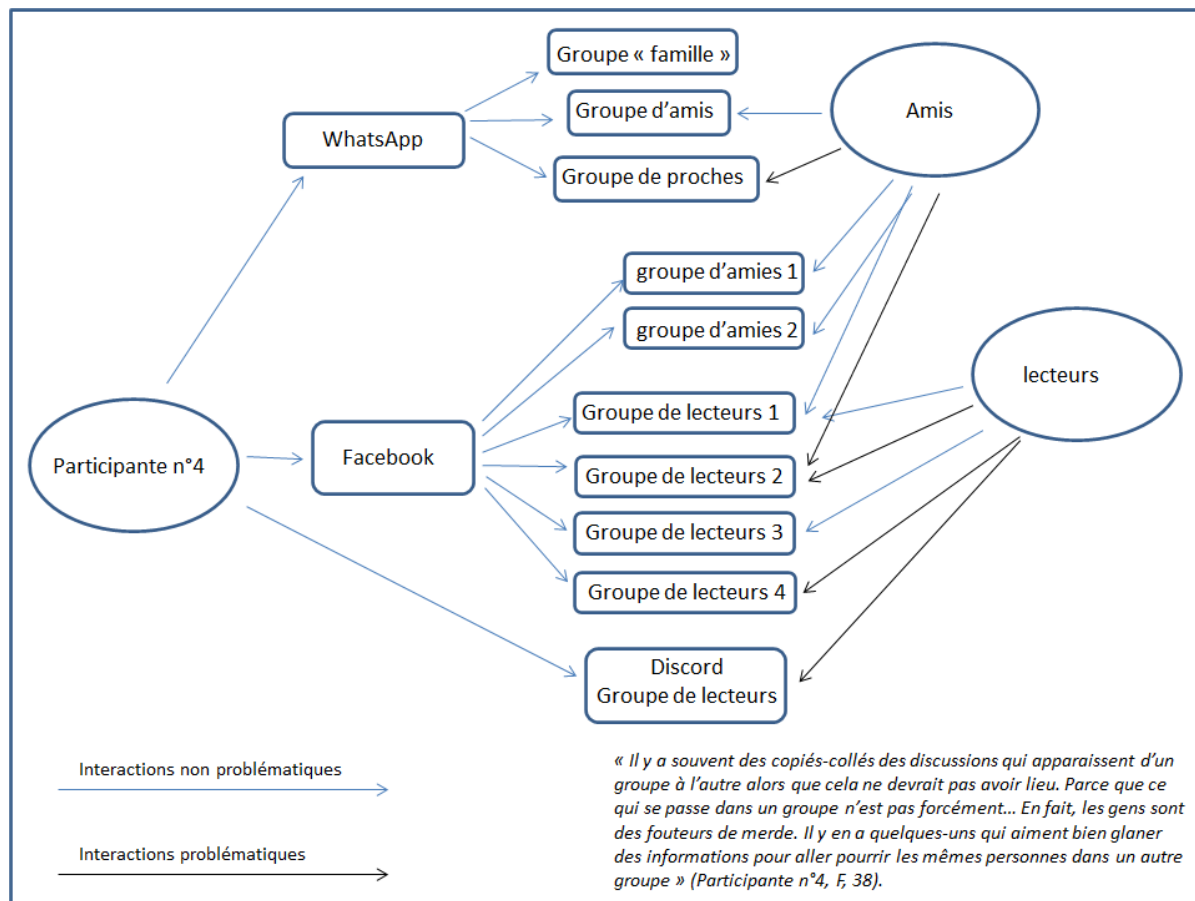 Groupe « famille »
Groupe d’amis
Amis
WhatsApp
Groupe de proches
groupe d’amies 1
groupe d’amies 2
lecteurs
Groupe de lecteurs 1
Participante n°4
Facebook
Groupe de lecteurs 2
Groupe de lecteurs 3
Groupe de lecteurs 4
Discord
Groupe de lecteurs
Interactions non problématiques
Interactions problématiques
« Il y a souvent des copiés-collés des discussions qui apparaissent d’un
groupe à l’autre alors que cela ne devrait pas avoir lieu. Parce que ce
qui se passe dans un groupe n’est pas forcément... En fait, les gens sont
des fouteurs de merde. Il y en a quelques-uns qui aiment bien glaner
des informations pour aller pourrir les mêmes personnes dans un autre
groupe » (Participante n°4, F, 38).